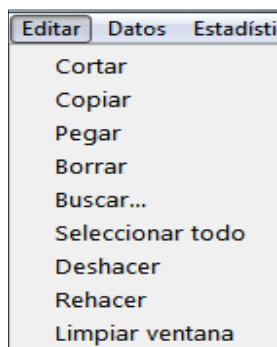 Editar Datos Estadísti
Cortar
Copiar
Pegar
Borrar
Buscar...
Seleccionar todo
Deshacer
Rehacer
Limpiar ventana